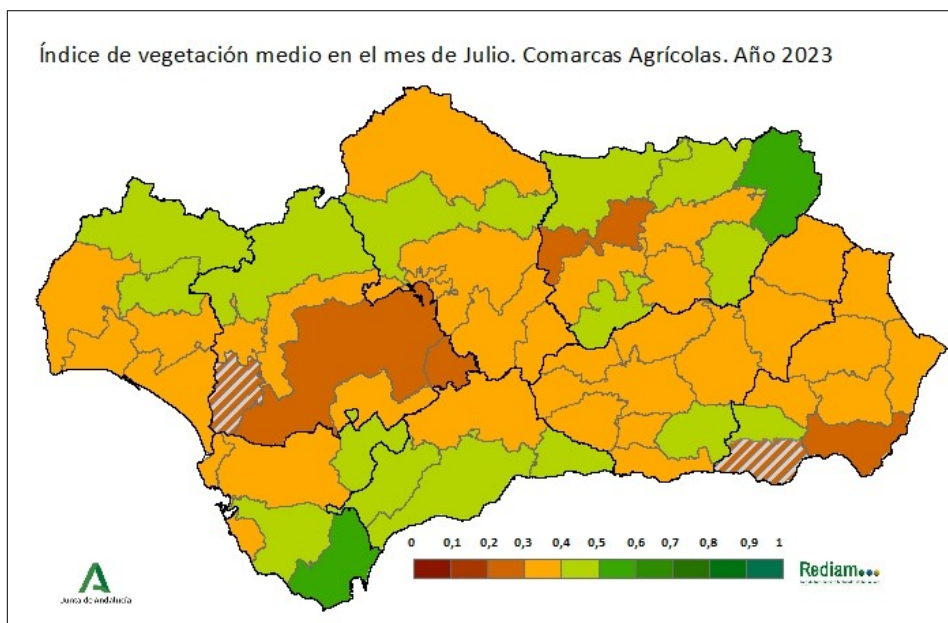 Índice de vegetación medio en el mes de Julio. Comarcas Agrícolas. Año 2023
0 0,1 0,2 0,3 0,4 0,5 0,6 0,7 0,8 0,9 1
Junta de Andalucía
Rediam